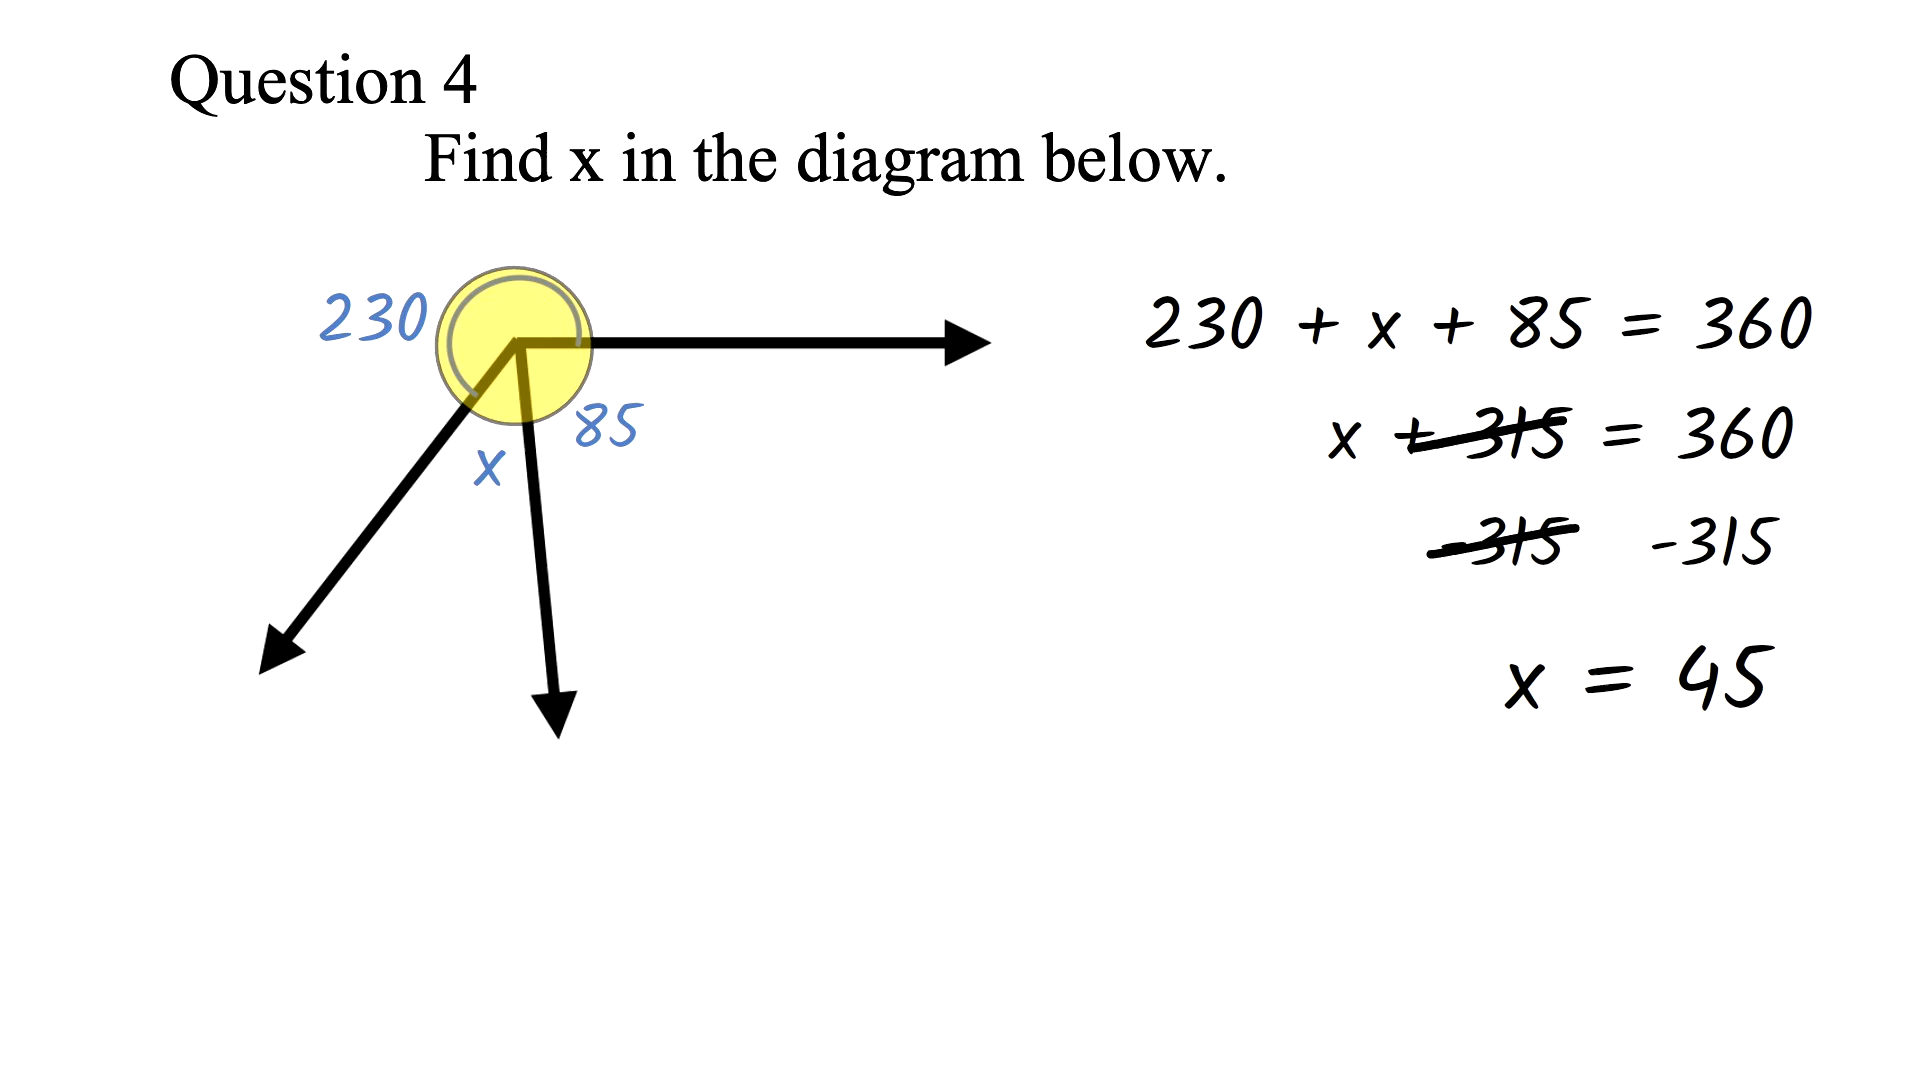 Question 4
Find x in the diagram below.
230
85
x
230 + x + 85 = 360
x + 315 = 360
-315 -315
x = 45